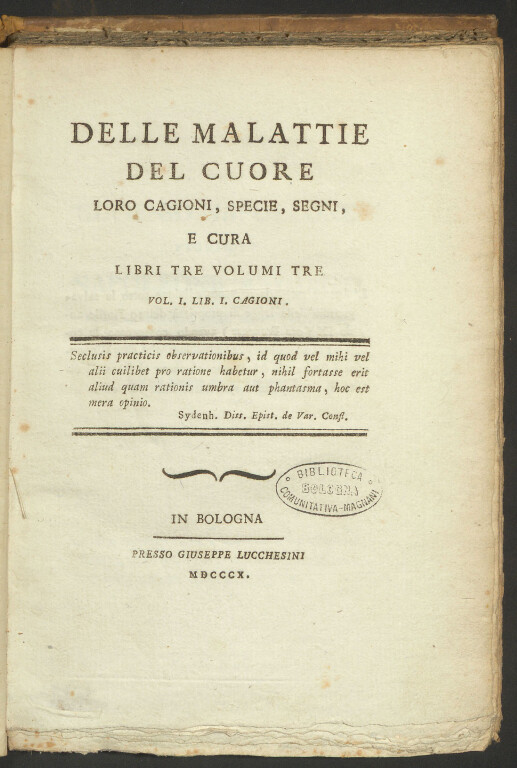 DELLE MALATTIE
DEL CUORE
LORO CAGIONI, SPECIE, SEGNI,
E CURA
LIBRI TRE VOLUMI TRE
VOL. I. LIB. I. CAGIONI.
Seclusis practicis observationibus, id quod vel mihi vel
alii cuilibet pro ratione habetur, nihil fortasse erit
aliud quam rationis umbra aut phantasma, hoc est
mera opinio.
Sydenh. Diss. Epist. de Var. Confl.
BIBLIOTECA
BOLOGNA
COMUNITATIVA-MAGNANI
IN BOLOGNA
PRESSO GIUSEPPE LUCCHESINI
MDCCCX.